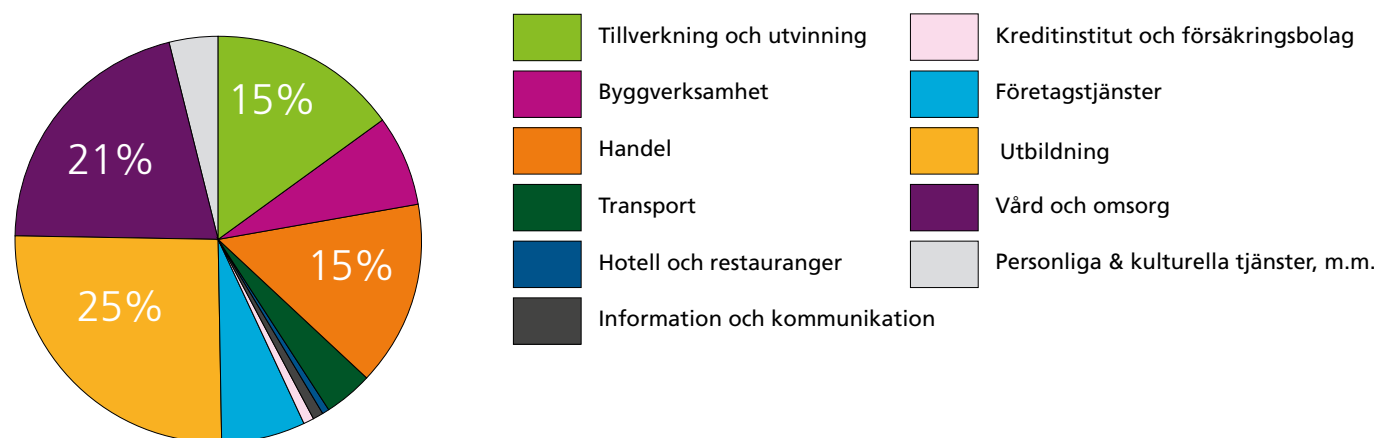 15%
21%
15%
25%
Tillverkning och utvinning
Byggverksamhet
Handel
Transport
Hotell och restauranger
Information och kommunikation
Kreditinstitut och försäkringsbolag
Företagstjänster
Utbildning
Vård och omsorg
Personliga & kulturella tjänster, m.m.